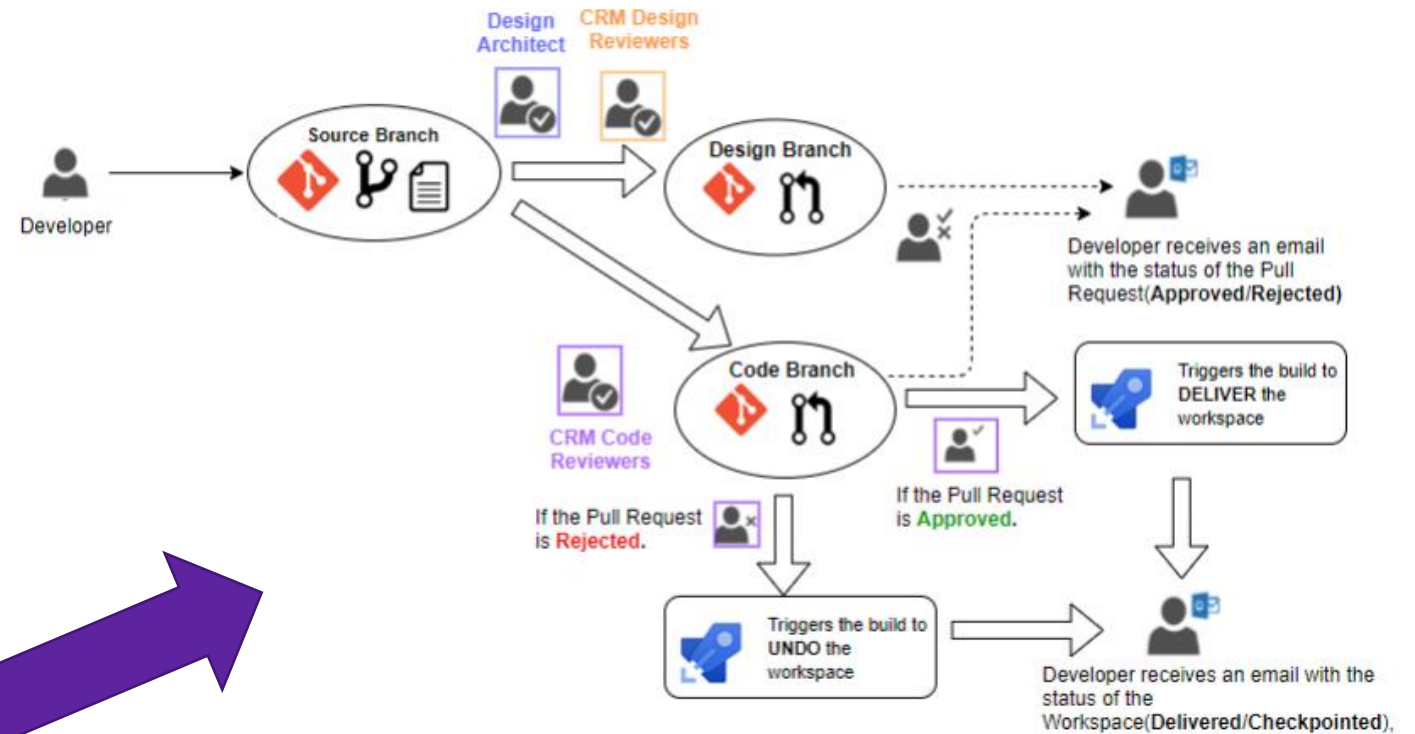 Design
Architect
CRM Design
Reviewers
Source Branch
Design Branch
Developer
Developer receives an email
with the status of the Pull
Request(Approved/Rejected)
Code Branch
Triggers the build to
DELIVER the
workspace
CRM Code
Reviewers
If the Pull Request
is Approved.
If the Pull Request
is Rejected.
Triggers the build to
UNDO the
workspace
Developer receives an email with the
status of the
Workspace(Delivered/Checkpointed),